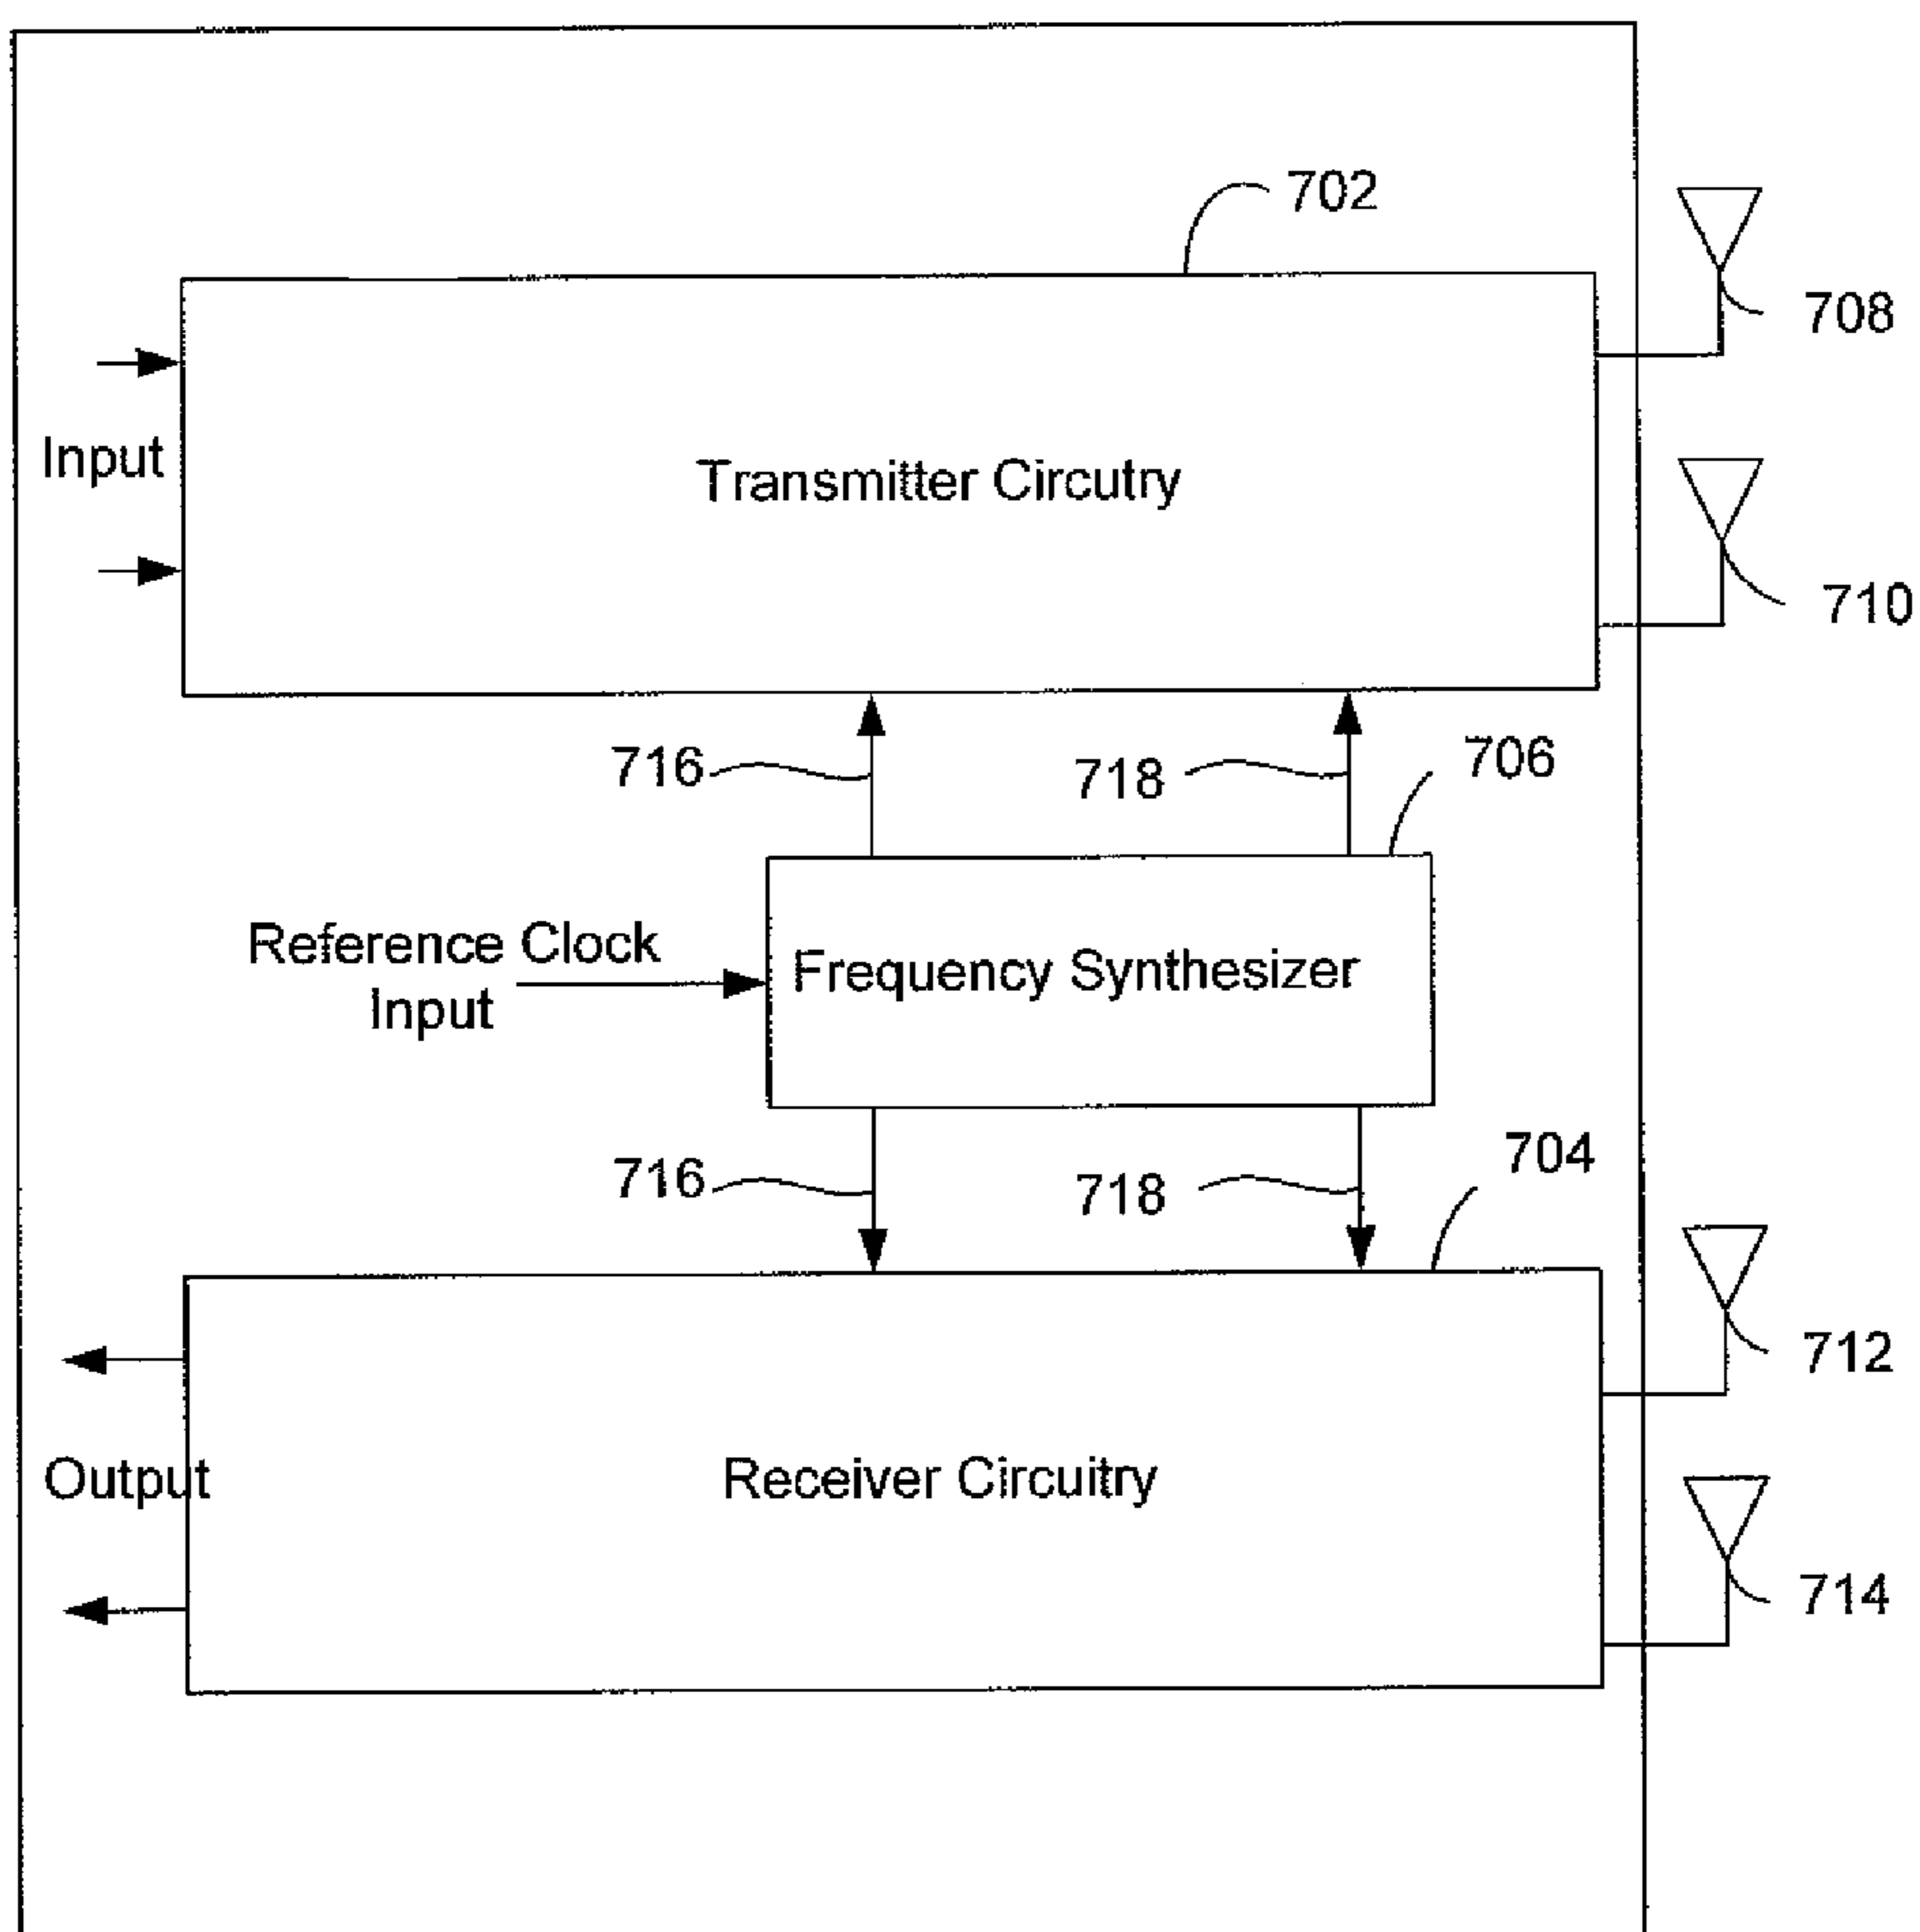 702
708
Input
Transmitter Circutry
710
716
718
706
Reference Clock
Input
Frequency Synthesizer
716
718
704
712
Output
Receiver Circuitry
714